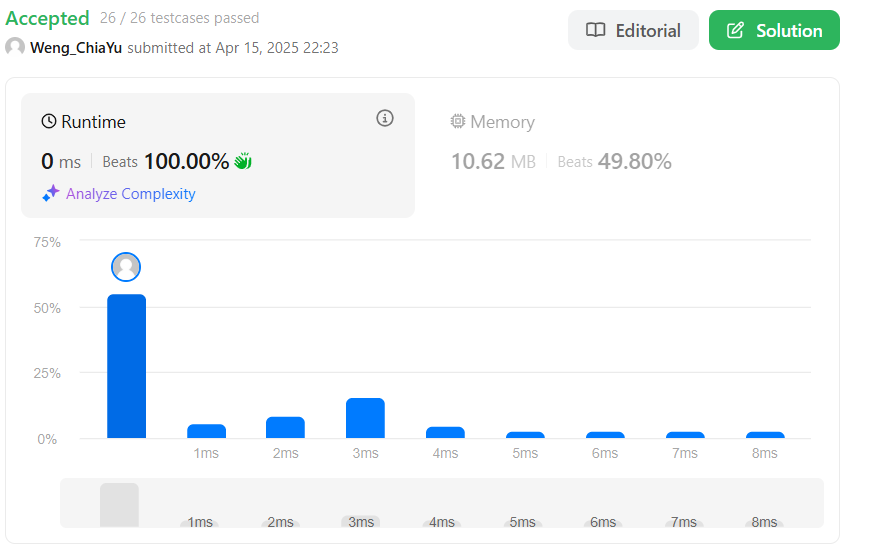 Accepted 26 / 26 testcases passed
Weng_ChiaYu submitted at Apr 15, 2025 22:23
Editorial
Solution
Runtime
0 ms Beats 100.00%
Analyze Complexity
Memory
10.62 MB Beats 49.80%
75%
50%
25%
0%
1ms 2ms 3ms 4ms 5ms 6ms 7ms 8ms
1ms 2ms 3ms 4ms 5ms 6ms 7ms 8ms